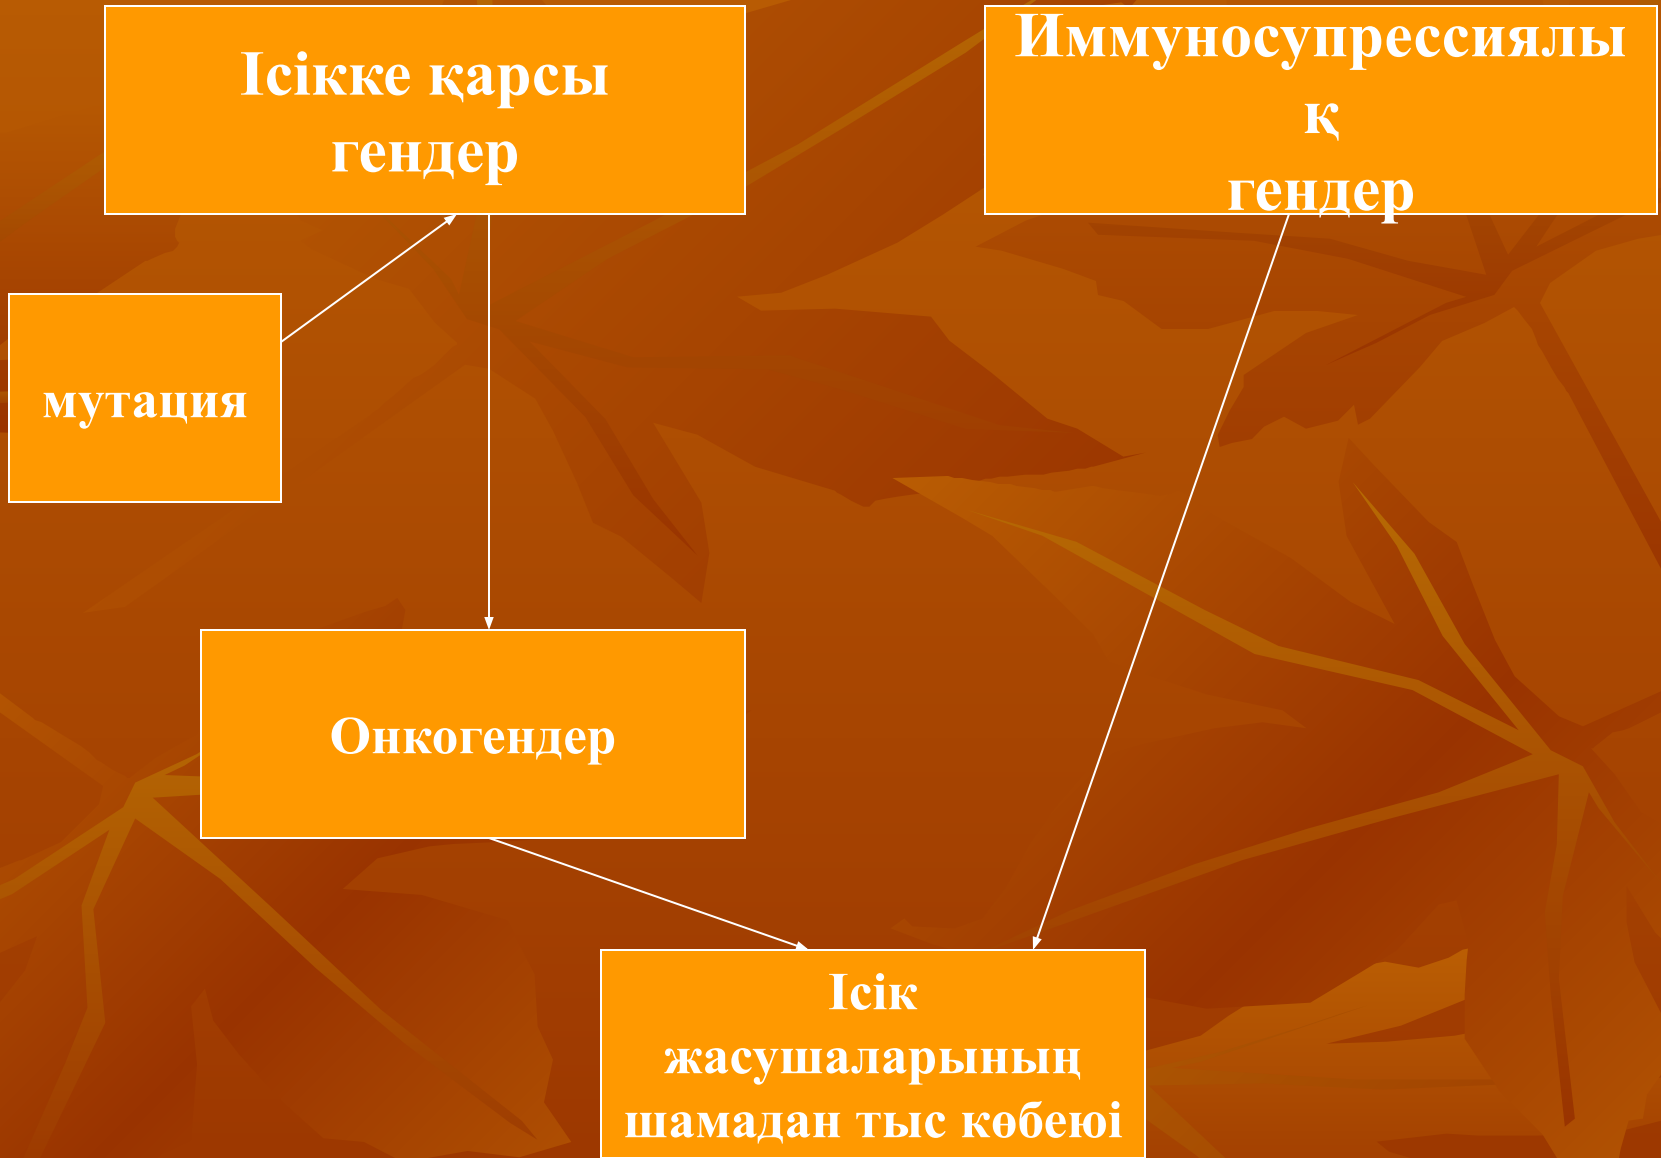 Ісікке қарсы
гендер
Иммуносупрессиялы
қ
гендер
мутация
Онкогендер
Ісік
жасушаларының
шамадан тыс көбеюі